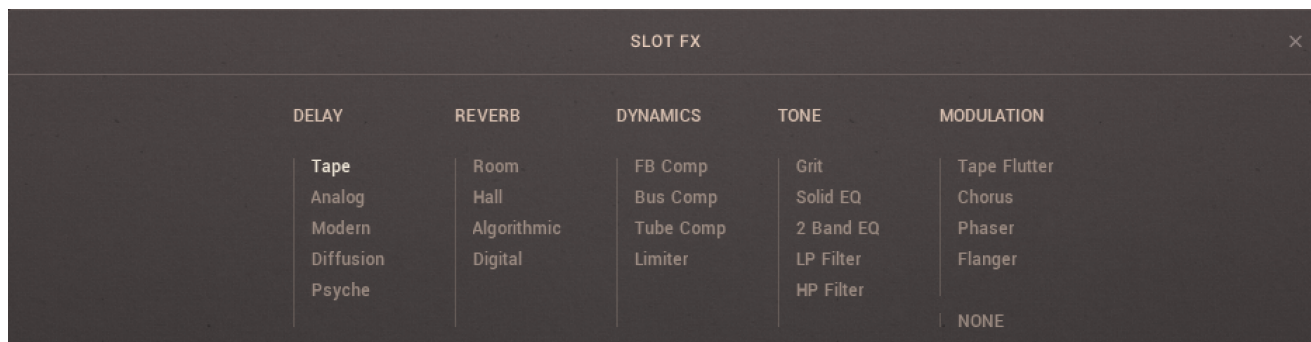 SLOT FX
×
DELAY
Tape
Analog
Modern
Diffusion
Psyche
REVERB
Room
Hall
Algorithmic
Digital
DYNAMICS
FB Comp
Bus Comp
Tube Comp
Limiter
TONE
Grit
Solid EQ
2 Band EQ
LP Filter
HP Filter
MODULATION
Tape Flutter
Chorus
Phaser
Flanger
NONE